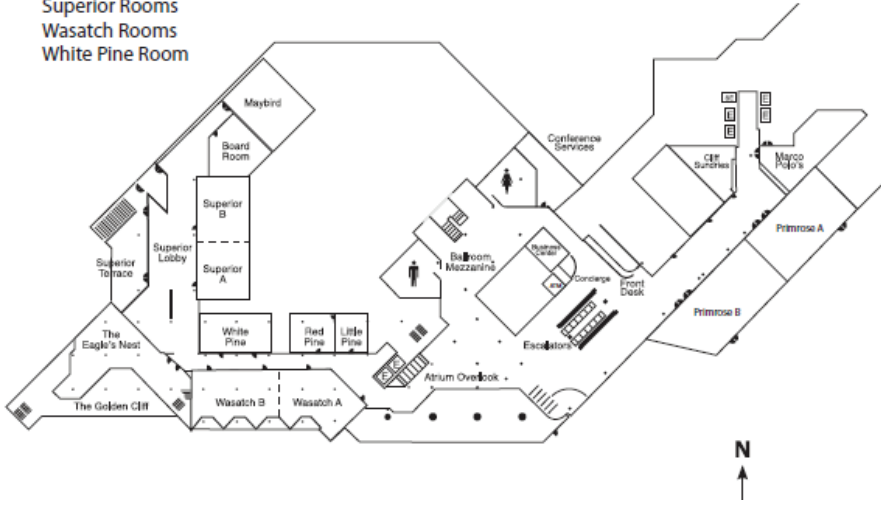 Superior Rooms
Wasatch Rooms
White Pine Room
Maybird
Board
Room
Conference
Services
Cliff
Sundries
Marco
Polo's
Superior
B
Superior
Lobby
Superior
Terrace
Superior
A
Ballroom
Mezzanine
Business
Center
Concierge
Front
Desk
Primrose A
Primrose B
The
Eagle's Nest
White
Pine
Red
Pine
Little
Pine
Escalators
E
E
E
E
E
E
Atrium Overlook
The Golden Cliff
Wasatch B
Wasatch A
N